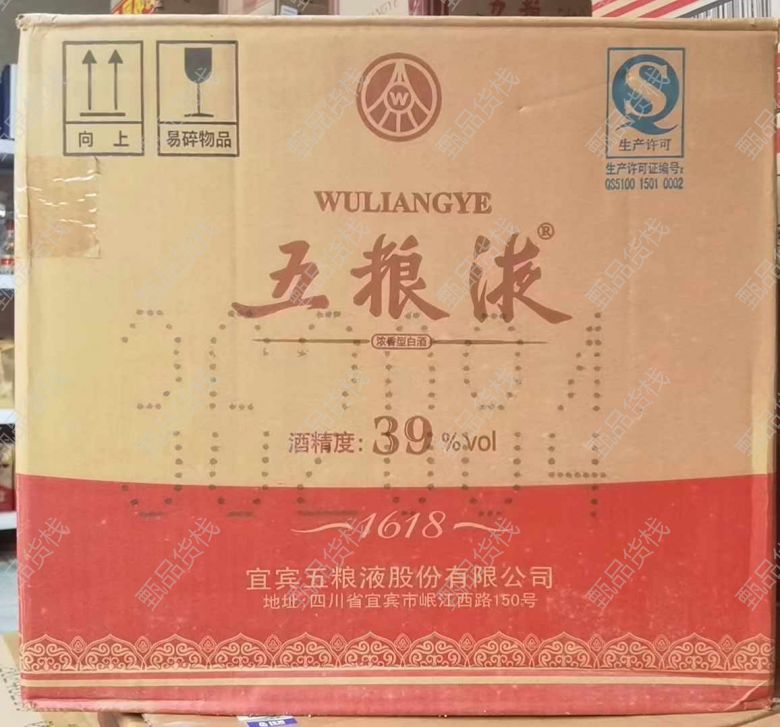 向 上
易碎物品
W
QS
生产许可
生产许可证编号:
QS5100 1501 0002
WULIANGYE
五粮液®
浓香型白酒
酒精度: 39 %vol
1618
宜宾五粮液股份有限公司
地址:四川省宜宾市岷江西路150号
甄品货栈